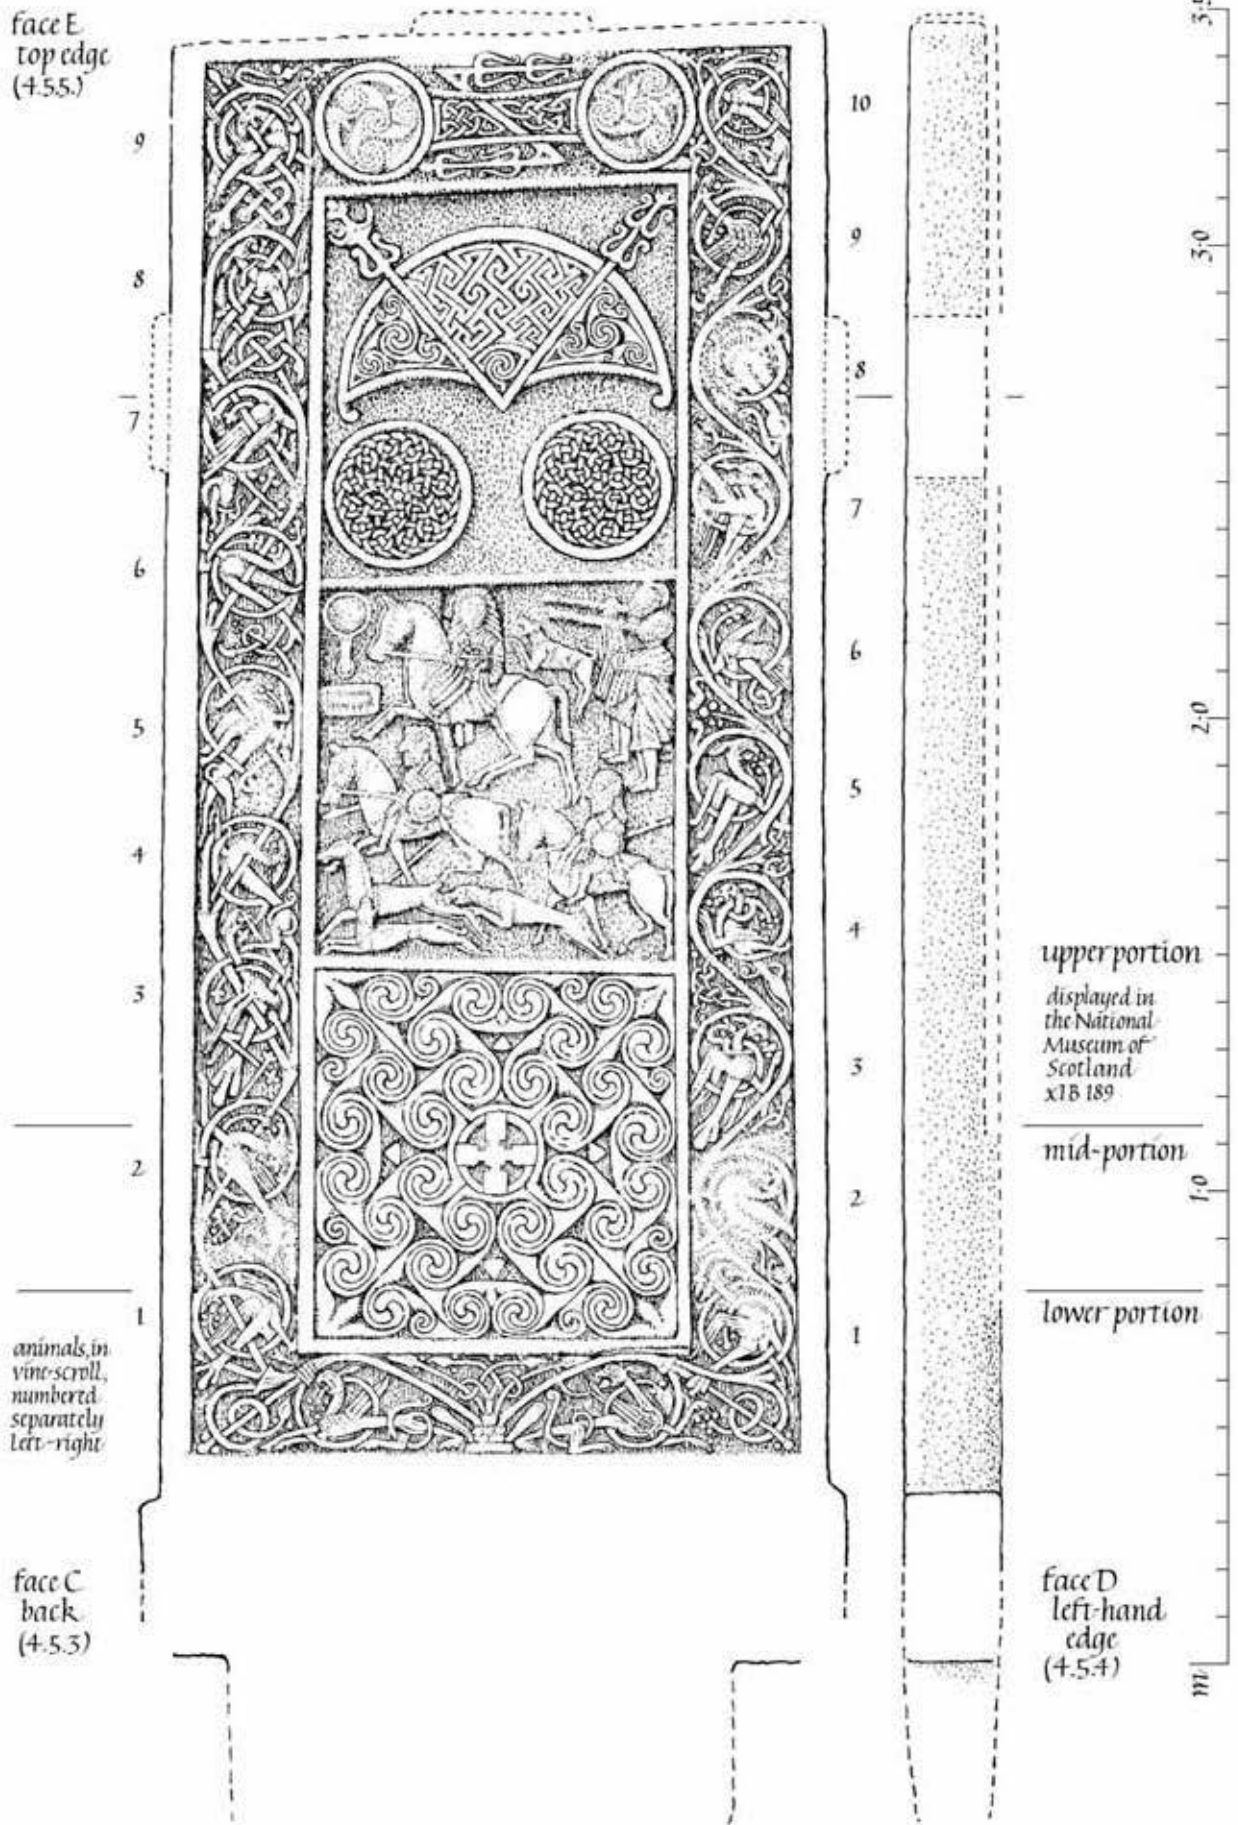 face E
top edge
(4.5.5.)
9
8
7
6
5
4
3
2
1
animals, in
vine-scroll,
numbered
separately
left-right
face C
back
(4.5.3)
10
9
8
7
6
5
4
3
2
1
upper portion
displayed in
the National
Museum of
Scotland
x1B 189
mid-portion
lower portion
face D
left-hand
edge
(4.5.4)
3.5
3.0
2.0
1.0
m